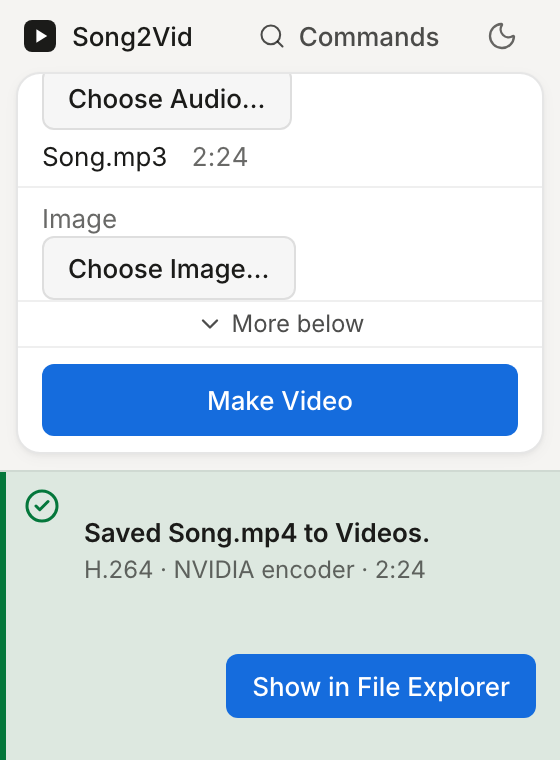 Song2Vid Commands
Choose Audio...
Song.mp3 2:24
Image
Choose Image...
More below
Make Video
Saved Song.mp4 to Videos.
H.264 · NVIDIA encoder · 2:24
Show in File Explorer